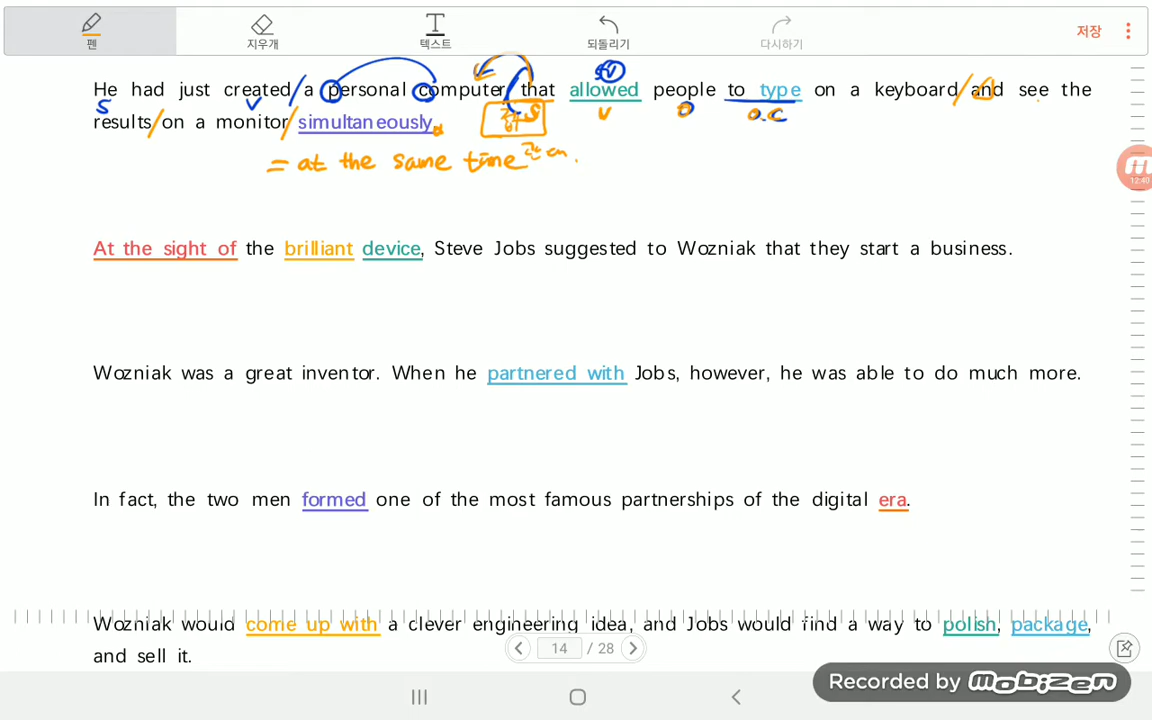 펜 지우개 텍스트 되돌리기 다시하기 저장
He had just created / a personal computer that allowed people to type on a keyboard / and see the
S V S V V O O.C
results / on a monitor / simultaneously.
= at the same time
12:40
At the sight of the brilliant device, Steve Jobs suggested to Wozniak that they start a business.
Wozniak was a great inventor. When he partnered with Jobs, however, he was able to do much more.
In fact, the two men formed one of the most famous partnerships of the digital era.
Wozniak would come up with a clever engineering idea, and Jobs would find a way to polish, package,
and sell it.
14 / 28
Recorded by mobizen